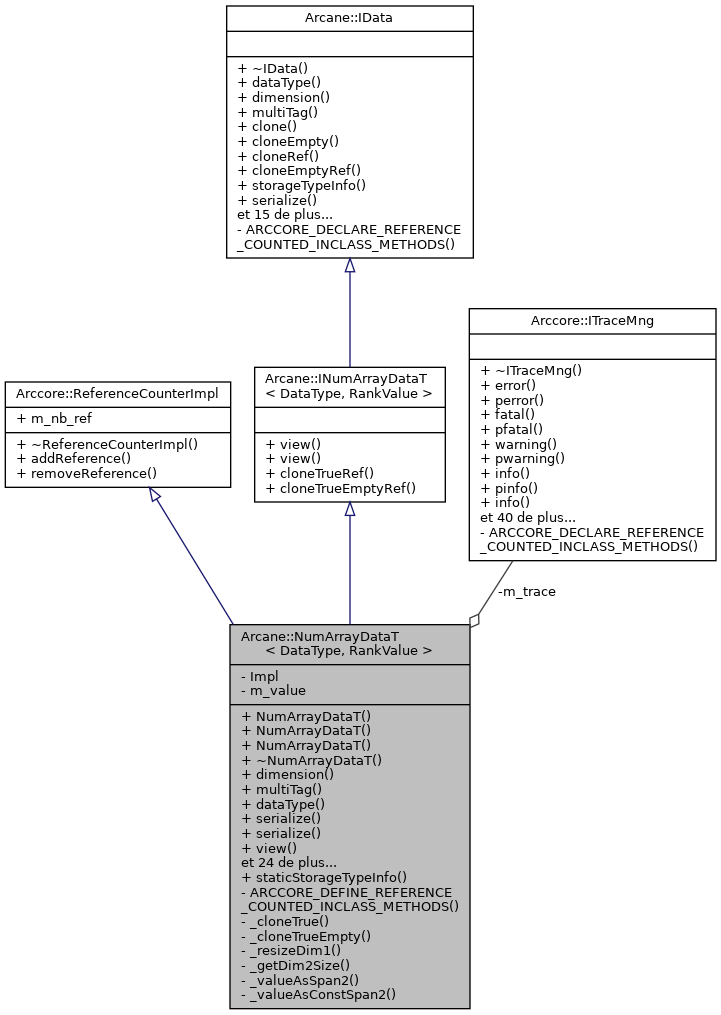 Arcane::IData
+ ~IData()
+ dataType()
+ dimension()
+ multiTag()
+ clone()
+ cloneEmpty()
+ cloneRef()
+ cloneEmptyRef()
+ storageTypeInfo()
+ serialize()
et 15 de plus...
- ARCCORE_DECLARE_REFERENCE
_COUNTED_INCLASS_METHODS()
Arccore::ReferenceCounterImpl
+ m_nb_ref
+ ~ReferenceCounterImpl()
+ addReference()
+ removeReference()
Arcane::INumArrayDataT
< DataType, RankValue >
+ view()
+ view()
+ cloneTrueRef()
+ cloneTrueEmptyRef()
Arccore::ITraceMng
+ ~ITraceMng()
+ error()
+ perror()
+ fatal()
+ pfatal()
+ warning()
+ pwarning()
+ info()
+ pinfo()
+ info()
et 40 de plus...
- ARCCORE_DECLARE_REFERENCE
_COUNTED_INCLASS_METHODS()
-m_trace
Arcane::NumArrayDataT
< DataType, RankValue >
- Impl
- m_value
+ NumArrayDataT()
+ NumArrayDataT()
+ NumArrayDataT()
+ ~NumArrayDataT()
+ dimension()
+ multiTag()
+ dataType()
+ serialize()
+ serialize()
+ view()
et 24 de plus...
+ staticStorageTypeInfo()
- ARCCORE_DEFINE_REFERENCE
_COUNTED_INCLASS_METHODS()
- _cloneTrue()
- _cloneTrueEmpty()
- _resizeDim1()
- _getDim2Size()
- _valueAsSpan2()
- _valueAsConstSpan2()